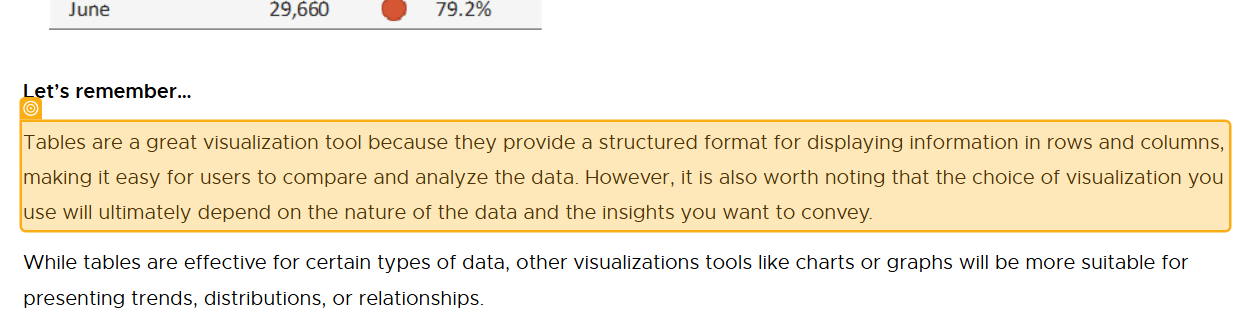 June 29,660 79.2%
Let's remember...
Tables are a great visualization tool because they provide a structured format for displaying information in rows and columns,
making it easy for users to compare and analyze the data. However, it is also worth noting that the choice of visualization you
use will ultimately depend on the nature of the data and the insights you want to convey.
While tables are effective for certain types of data, other visualizations tools like charts or graphs will be more suitable for
presenting trends, distributions, or relationships.